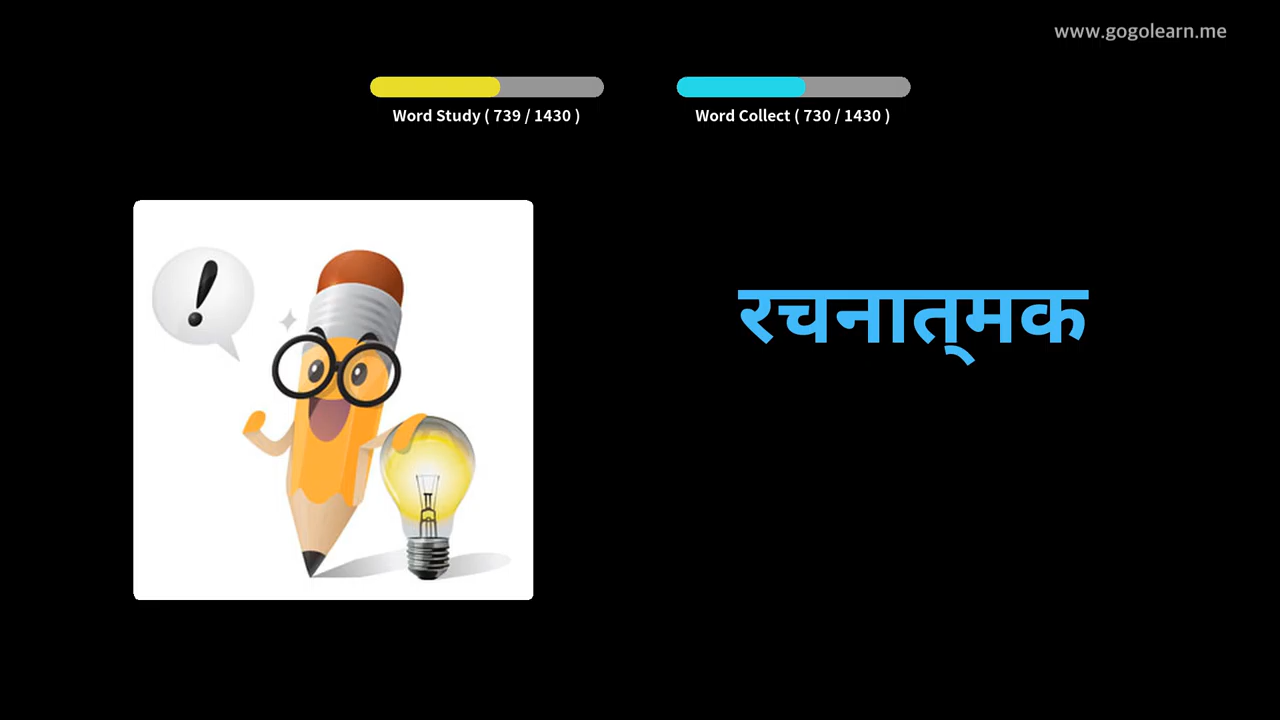 www.gogolearn.me
Word Study ( 739 / 1430 )
Word Collect ( 730 / 1430 )
!
रचनात्‌मक